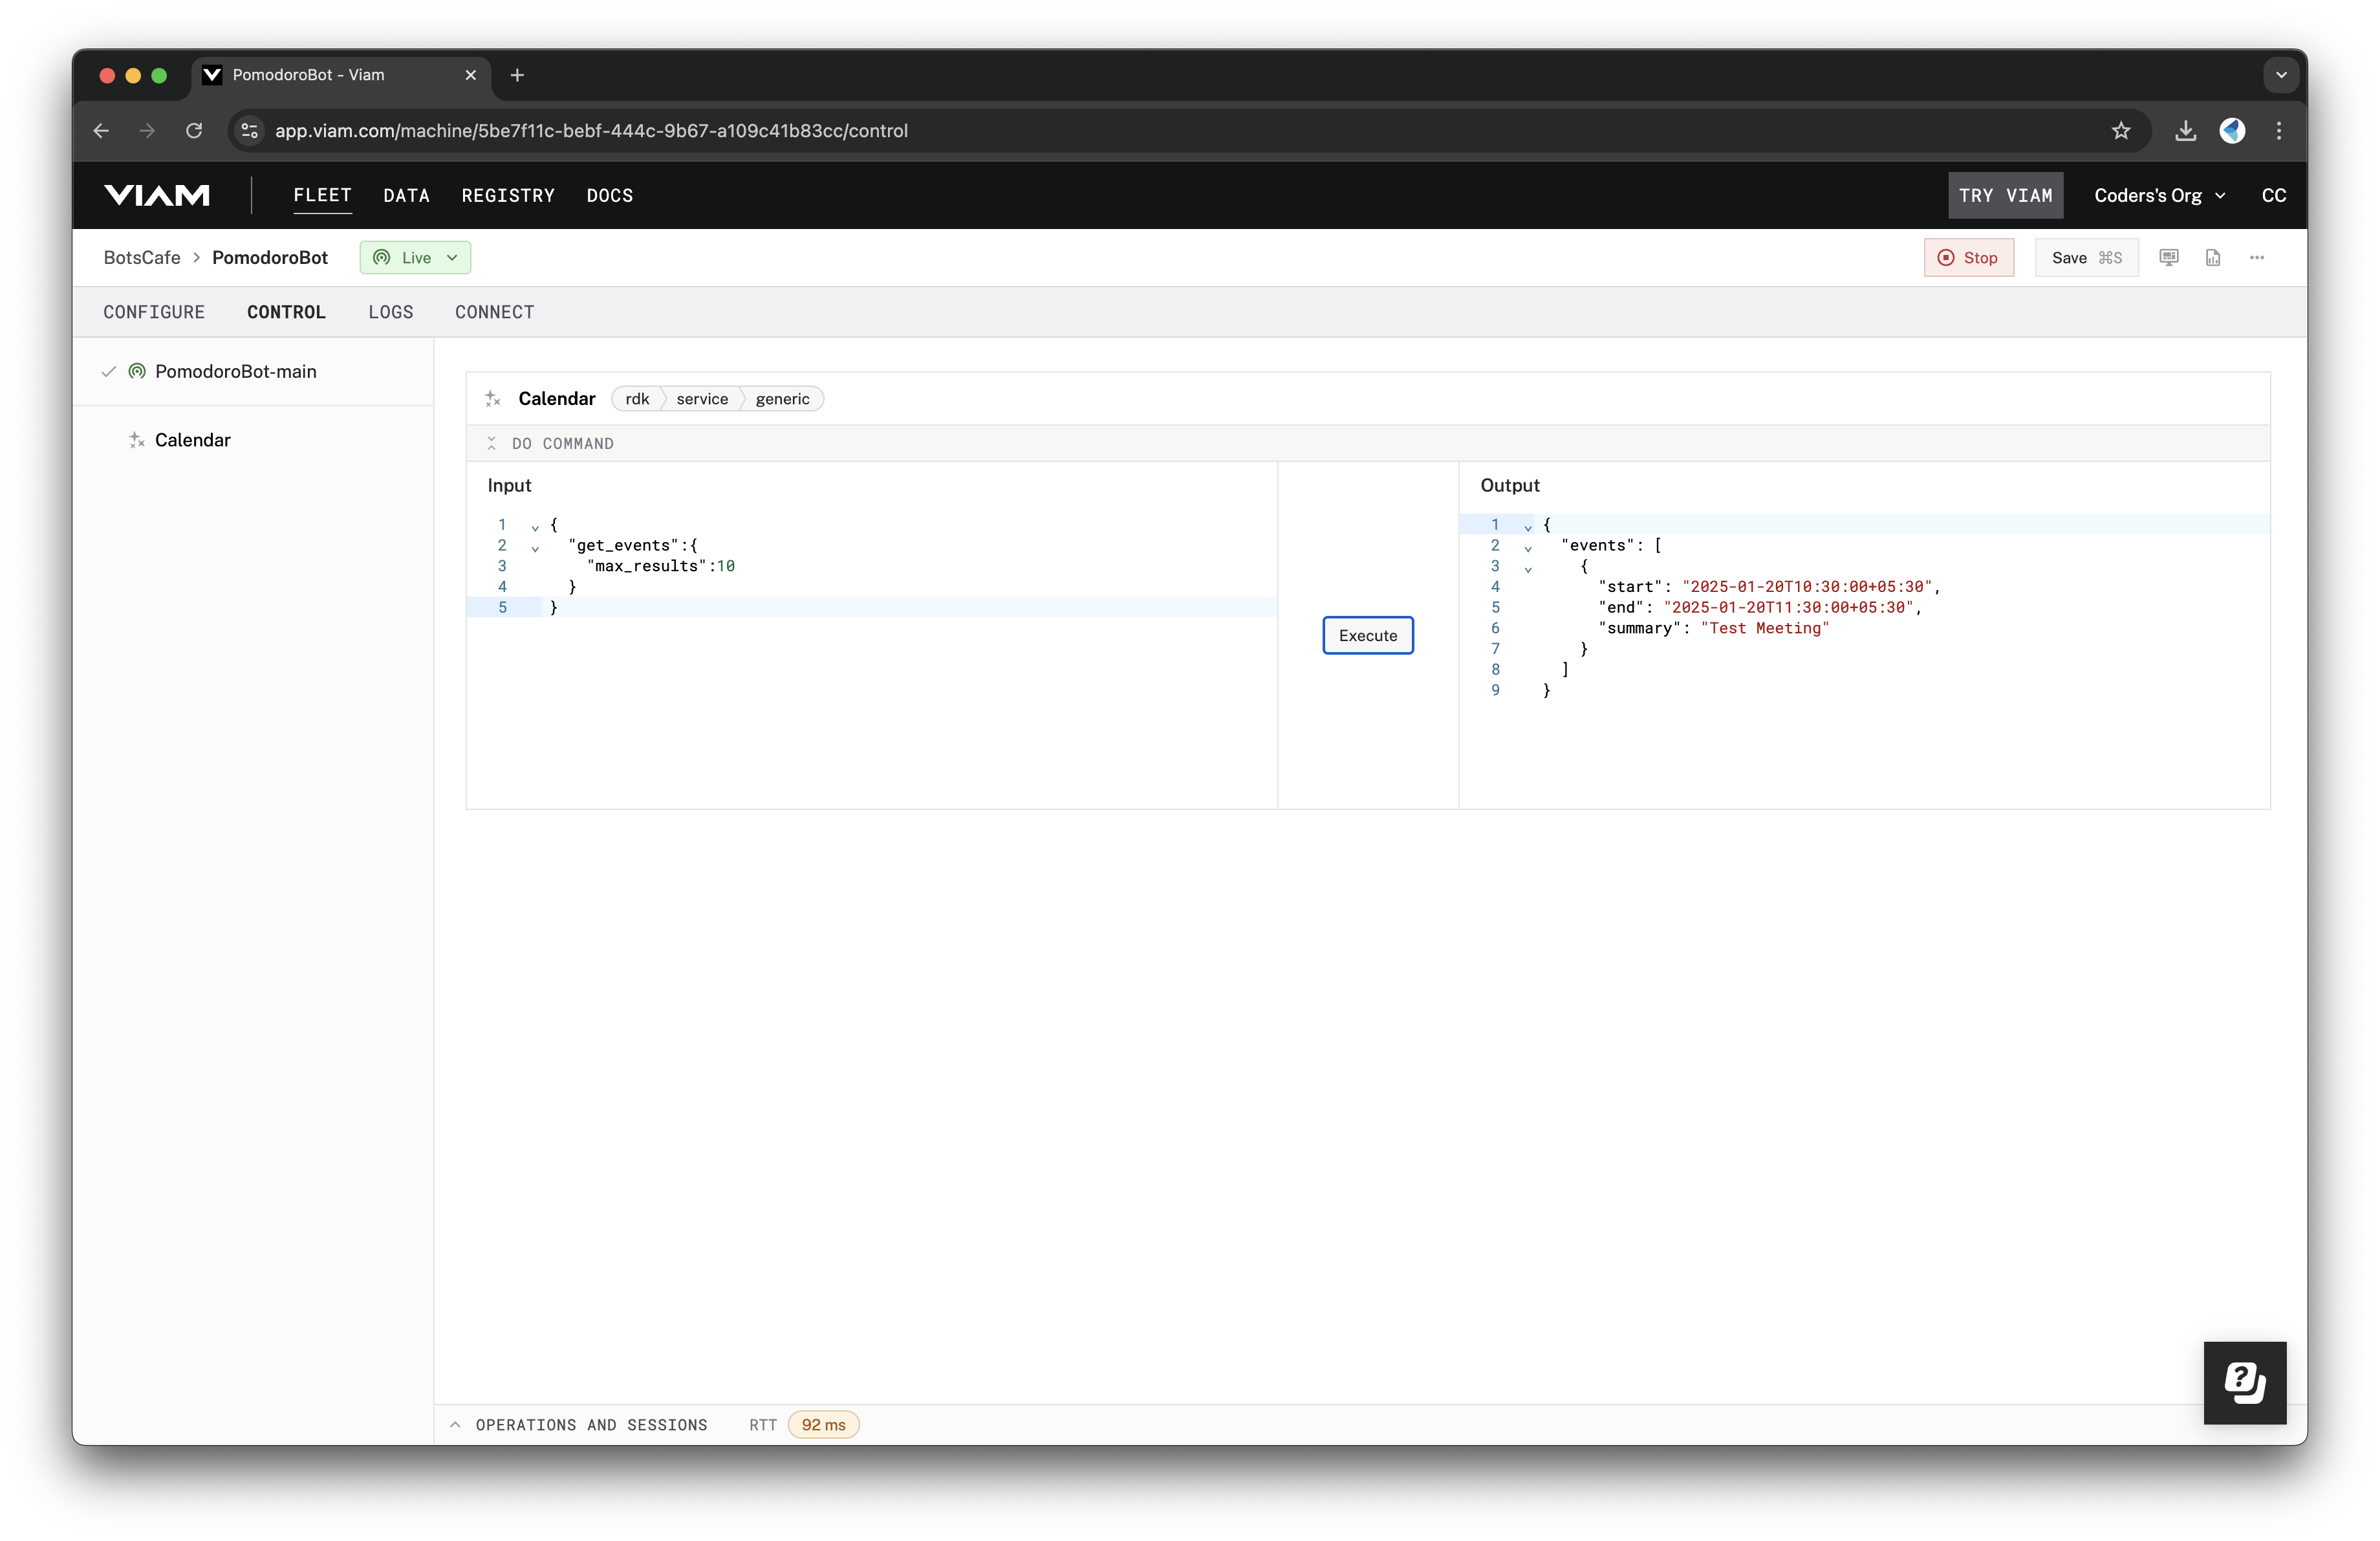 PomodoroBot - Viam
app.viam.com/machine/5be7f11c-bebf-444c-9b67-a109c41b83cc/control
VIAM FLEET DATA REGISTRY DOCS TRY VIAM Coders's Org CC
BotsCafe > PomodoroBot Live Stop Save ⌘S
CONFIGURE CONTROL LOGS CONNECT
PomodoroBot-main
Calendar
Calendar rdk service generic
DO COMMAND
Input
1 {
2 "get_events":{
3 "max_results":10
4 }
5 }
Execute
Output
1 {
2 "events": [
3 {
4 "start": "2025-01-20T10:30:00+05:30",
5 "end": "2025-01-20T11:30:00+05:30",
6 "summary": "Test Meeting"
7 }
8 ]
9 }
OPERATIONS AND SESSIONS RTT 92 ms